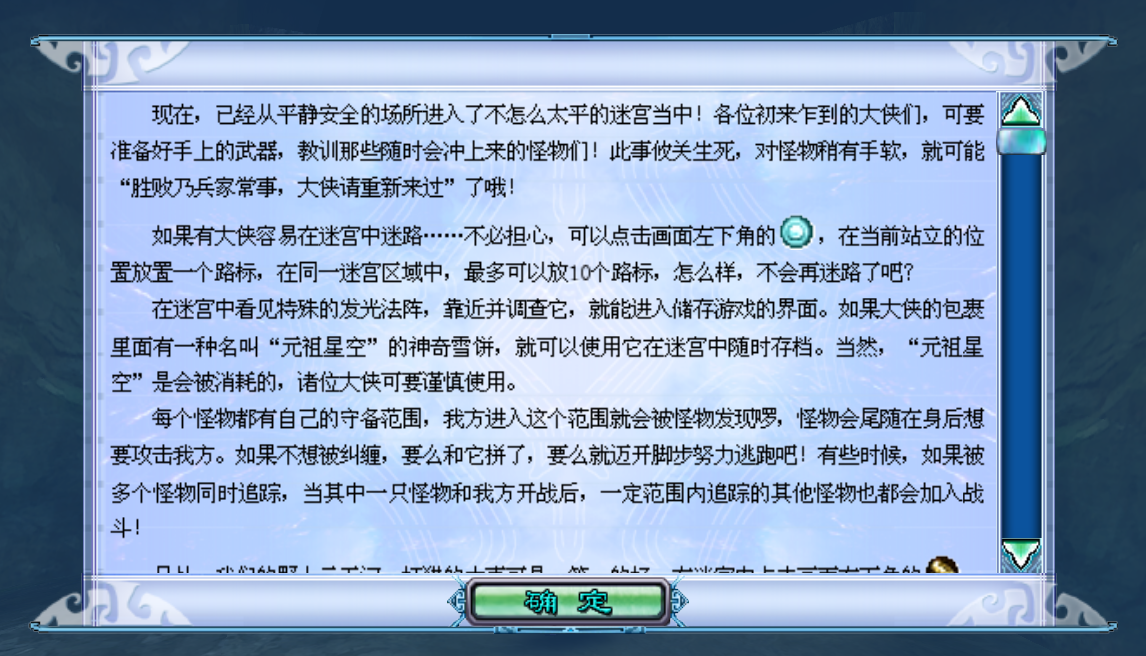 现在，已经从平静安全的场所进入了不怎么太平的迷宫当中！各位初来乍到的大侠们，可要
准备好手上的武器，教训那些随时会冲上来的怪物们！此事攸关生死，对怪物稍有手软，就可能
“胜败乃兵家常事，大侠请重新来过”了哦！
如果有大侠容易在迷宫中迷路……不必担心，可以点击画面左下角的，在当前站立的位
置放置一个路标，在同一迷宫区域中，最多可以放10个路标，怎么样，不会再迷路了吧？
在迷宫中看见特殊的发光法阵，靠近并调查它，就能进入储存游戏的界面。如果大侠的包裹
里面有一种名叫“元祖星空”的神奇雪饼，就可以使用它在迷宫中随时存档。当然，“元祖星
空”是会被消耗的，诸位大侠可要谨慎使用。
每个怪物都有自己的守备范围，我方进入这个范围就会被怪物发现啰，怪物会尾随在身后想
要攻击我方。如果不想被纠缠，要么和它拼了，要么就迈开脚步努力逃跑吧！有些时候，如果被
多个怪物同时追踪，当其中一只怪物和我方开战后，一定范围内追踪的其他怪物也都会加入战
斗！
确定